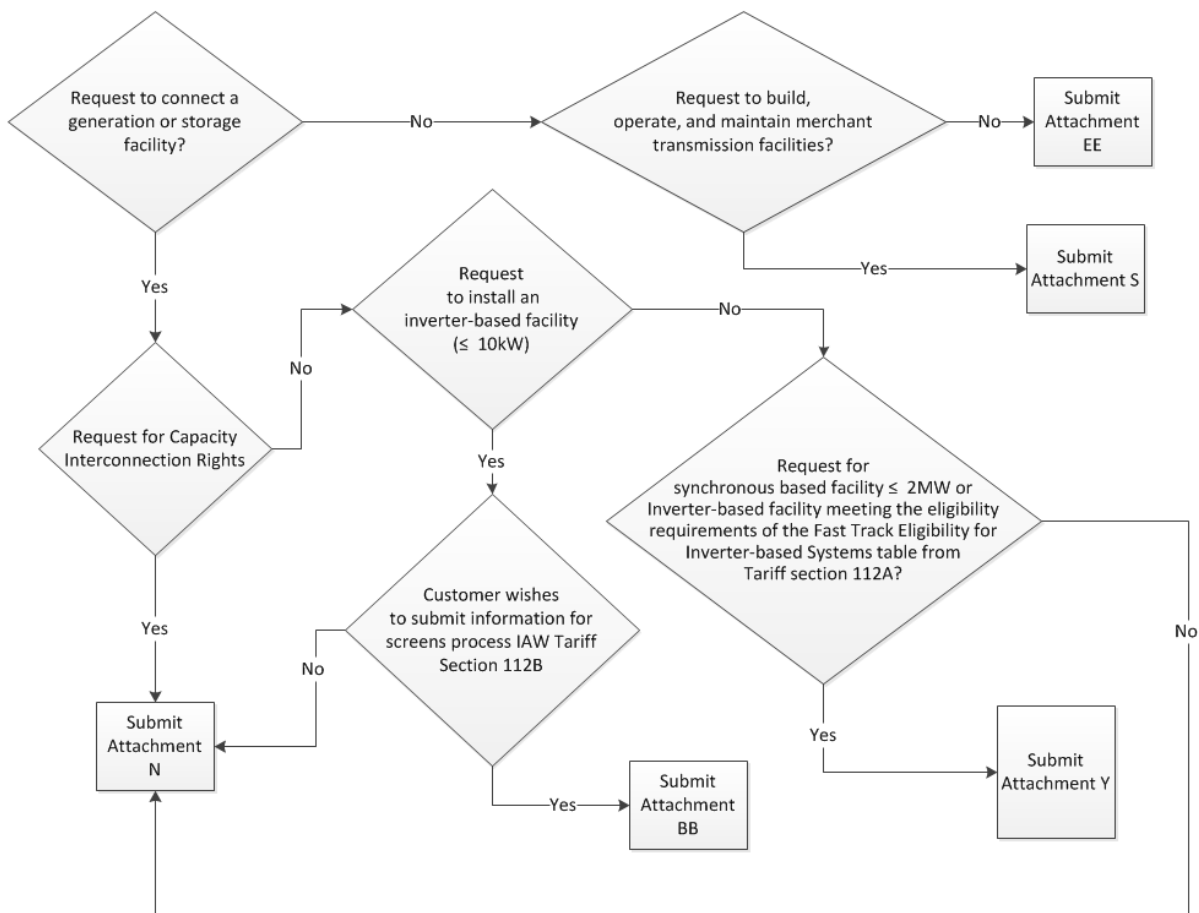 Request to connect a
generation or storage
facility?
No
Request to build,
operate, and maintain merchant
transmission facilities?
No
Submit
Attachment
EE
Yes
Submit
Attachment S
Yes
Request
to install an
inverter-based facility
(≤ 10kW)
No
No
Request for Capacity
Interconnection Rights
Yes
Request for
synchronous based facility ≤ 2MW or
Inverter-based facility meeting the eligibility
requirements of the Fast Track Eligibility for
Inverter-based Systems table from
Tariff section 112A?
Customer wishes
to submit information for
screens process IAW Tariff
Section 112B
Yes
No
No
Submit
Attachment
N
Yes
Submit
Attachment Y
Yes
Submit
Attachment
BB